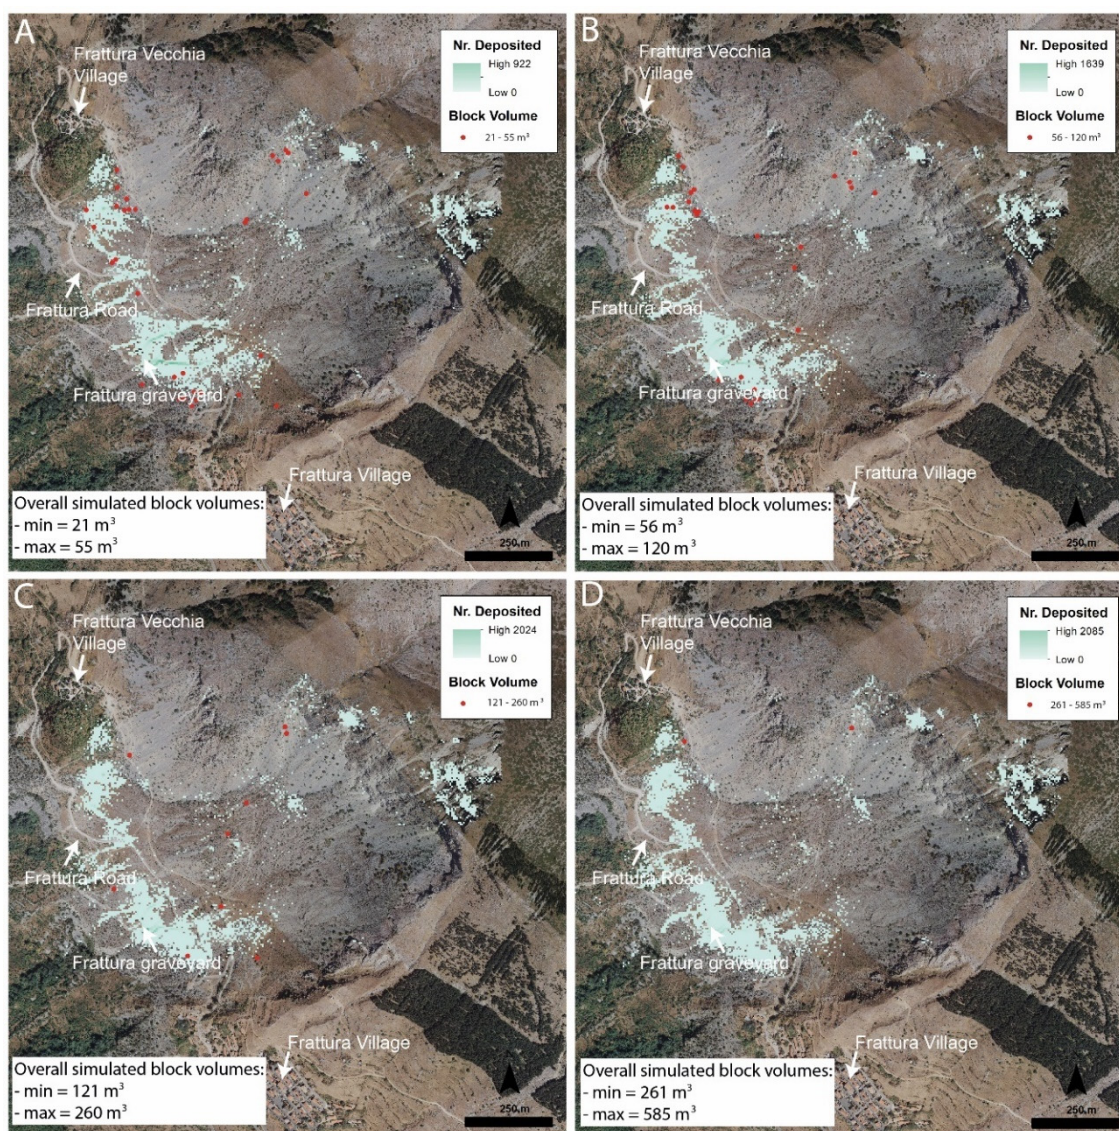 A
Frattura Vecchia
Village
Nr. Deposited
High 922
Low 0
Block Volume
21 - 55 m³
Frattura Road
Frattura graveyard
Frattura Village
Overall simulated block volumes:
- min = 21 m³
- max = 55 m³
250 m
B
Frattura Vecchia
Village
Nr. Deposited
High 1639
Low 0
Block Volume
56 - 120 m³
Frattura Road
Frattura graveyard
Frattura Village
Overall simulated block volumes:
- min = 56 m³
- max = 120 m³
250 m
C
Frattura Vecchia
Village
Nr. Deposited
High 2024
Low 0
Block Volume
121 - 260 m³
Frattura Road
Frattura graveyard
Frattura Village
Overall simulated block volumes:
- min = 121 m³
- max = 260 m³
250 m
D
Frattura Vecchia
Village
Nr. Deposited
High 2085
Low 0
Block Volume
261 - 585 m³
Frattura Road
Frattura graveyard
Frattura Village
Overall simulated block volumes:
- min = 261 m³
- max = 585 m³
250 m